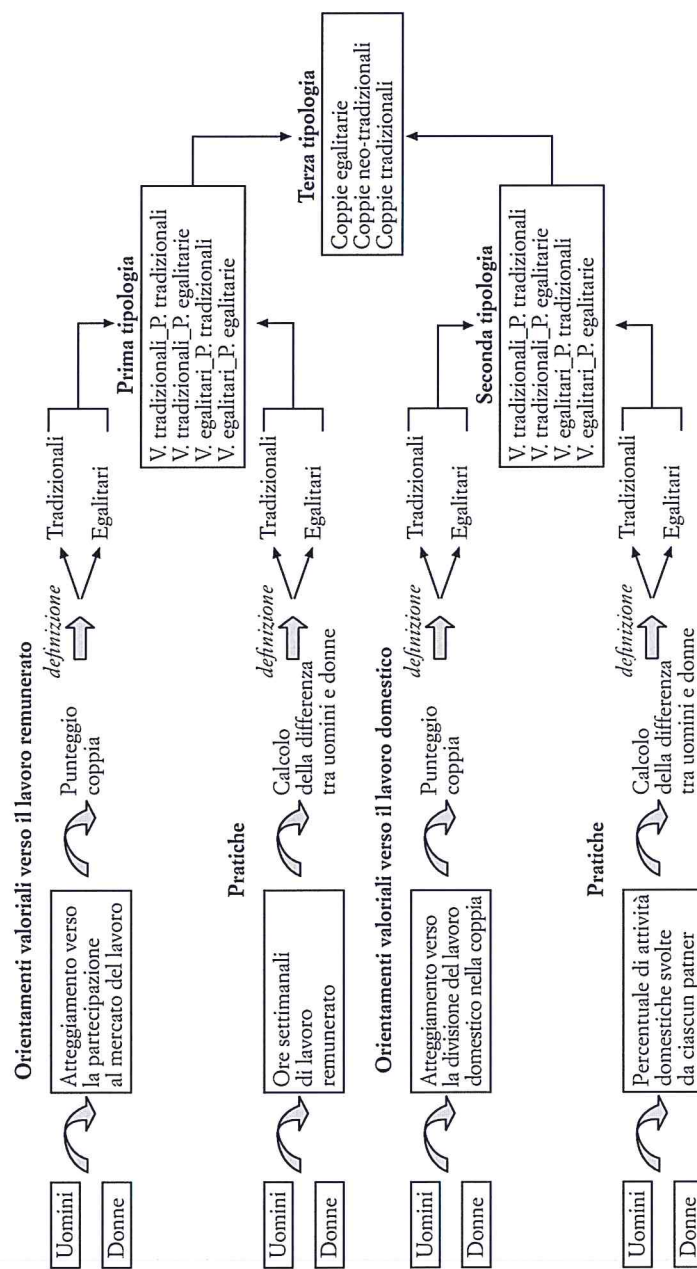 Orientamenti valoriali verso il lavoro remunerato
Uomini
Donne
Atteggiamento verso
la partecipazione
al mercato del lavoro
Punteggio
coppia
definizione
Tradizionali
Egalitari
Prima tipologia
V. tradizionali_P. tradizionali
V. tradizionali_P. egalitarie
V. egalitari_P. tradizionali
V. egalitari_P. egalitarie
Pratiche
Uomini
Donne
Ore settimanali
di lavoro
remunerato
Calcolo
della differenza
tra uomini e donne
definizione
Tradizionali
Egalitari
Terza tipologia
Coppie egalitarie
Coppie neo-tradizionali
Coppie tradizionali
Orientamenti valoriali verso il lavoro domestico
Uomini
Donne
Atteggiamento verso
la divisione del lavoro
domestico nella coppia
Punteggio
coppia
definizione
Tradizionali
Egalitari
Seconda tipologia
V. tradizionali_P. tradizionali
V. tradizionali_P. egalitarie
V. egalitari_P. tradizionali
V. egalitari_P. egalitarie
Pratiche
Uomini
Donne
Percentuale di attività
domestiche svolte
da ciascun patner
Calcolo
della differenza
tra uomini e donne
definizione
Tradizionali
Egalitari